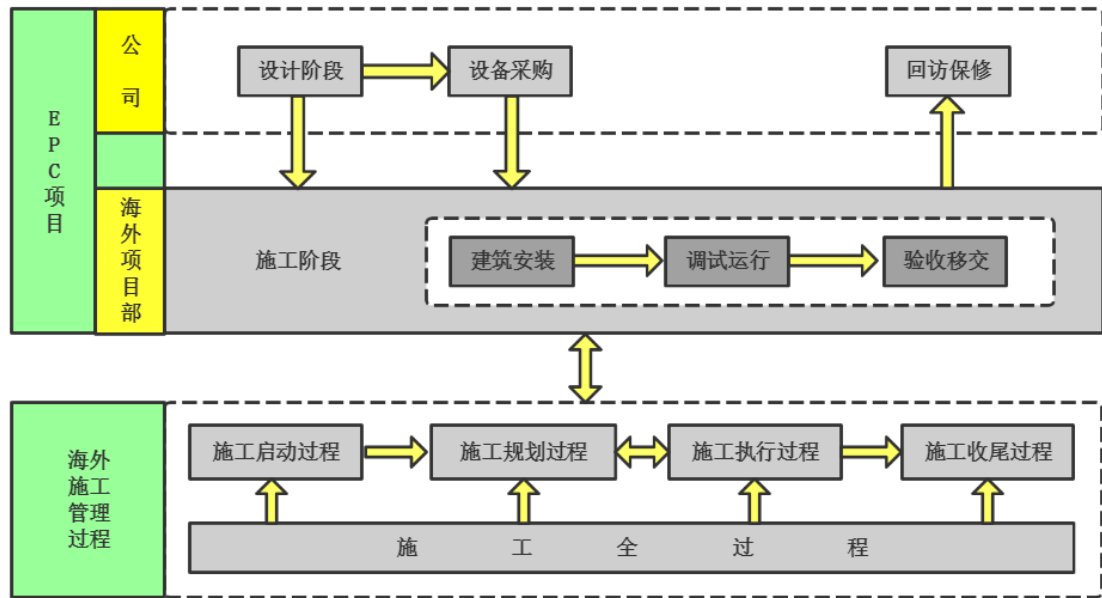 EPC项目
公司
设计阶段
设备采购
回访保修
海外项目部
施工阶段
建筑安装
调试运行
验收移交
海外
施工
管理
过程
施工启动过程
施工规划过程
施工执行过程
施工收尾过程
施工全过程